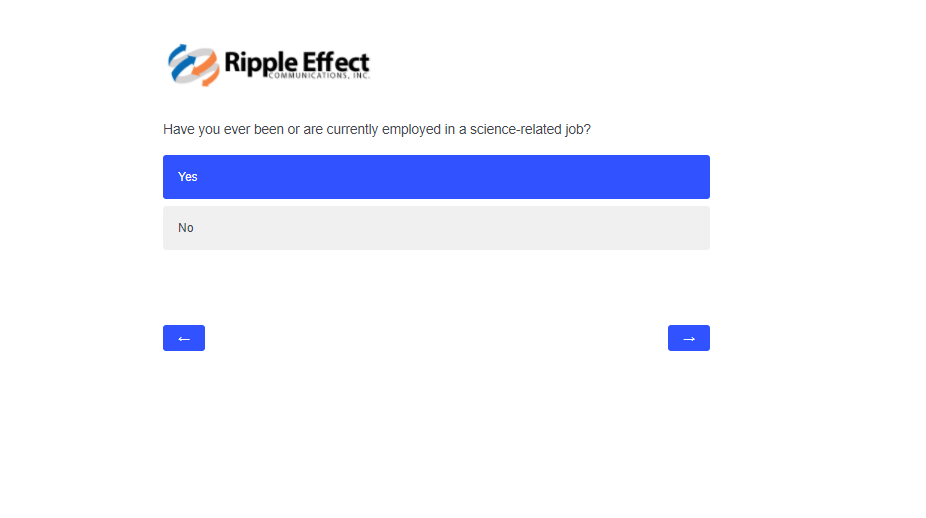 Ripple Effect
COMMUNICATIONS, INC.
Have you ever been or are currently employed in a science-related job?
Yes
No
← →